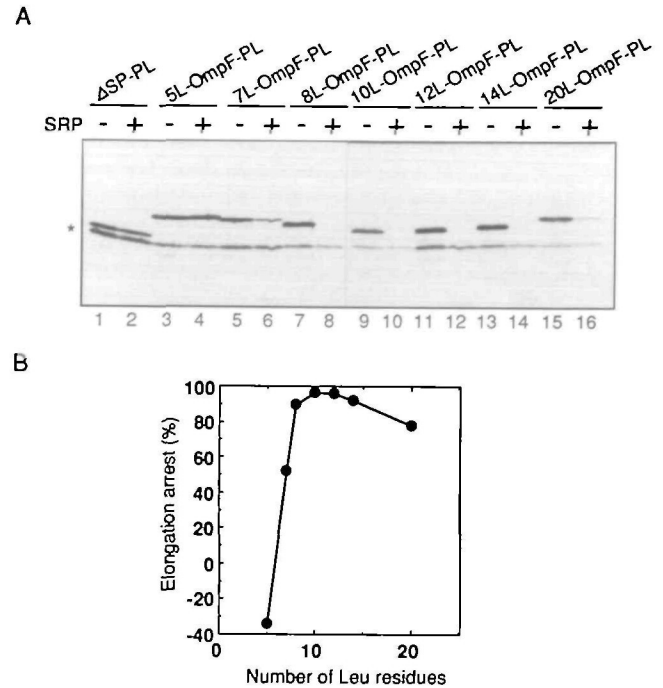 A
ΔSP-PL 5L-OmpF-PL 7L-OmpF-PL 8L-OmpF-PL 10L-OmpF-PL 12L-OmpF-PL 14L-OmpF-PL 20L-OmpF-PL
SRP - + - + - + - + - + - + - + - +
*
1 2 3 4 5 6 7 8 9 10 11 12 13 14 15 16
B
100
80
60
40
20
0
-20
-40
Elongation arrest (%)
0 10 20
Number of Leu residues